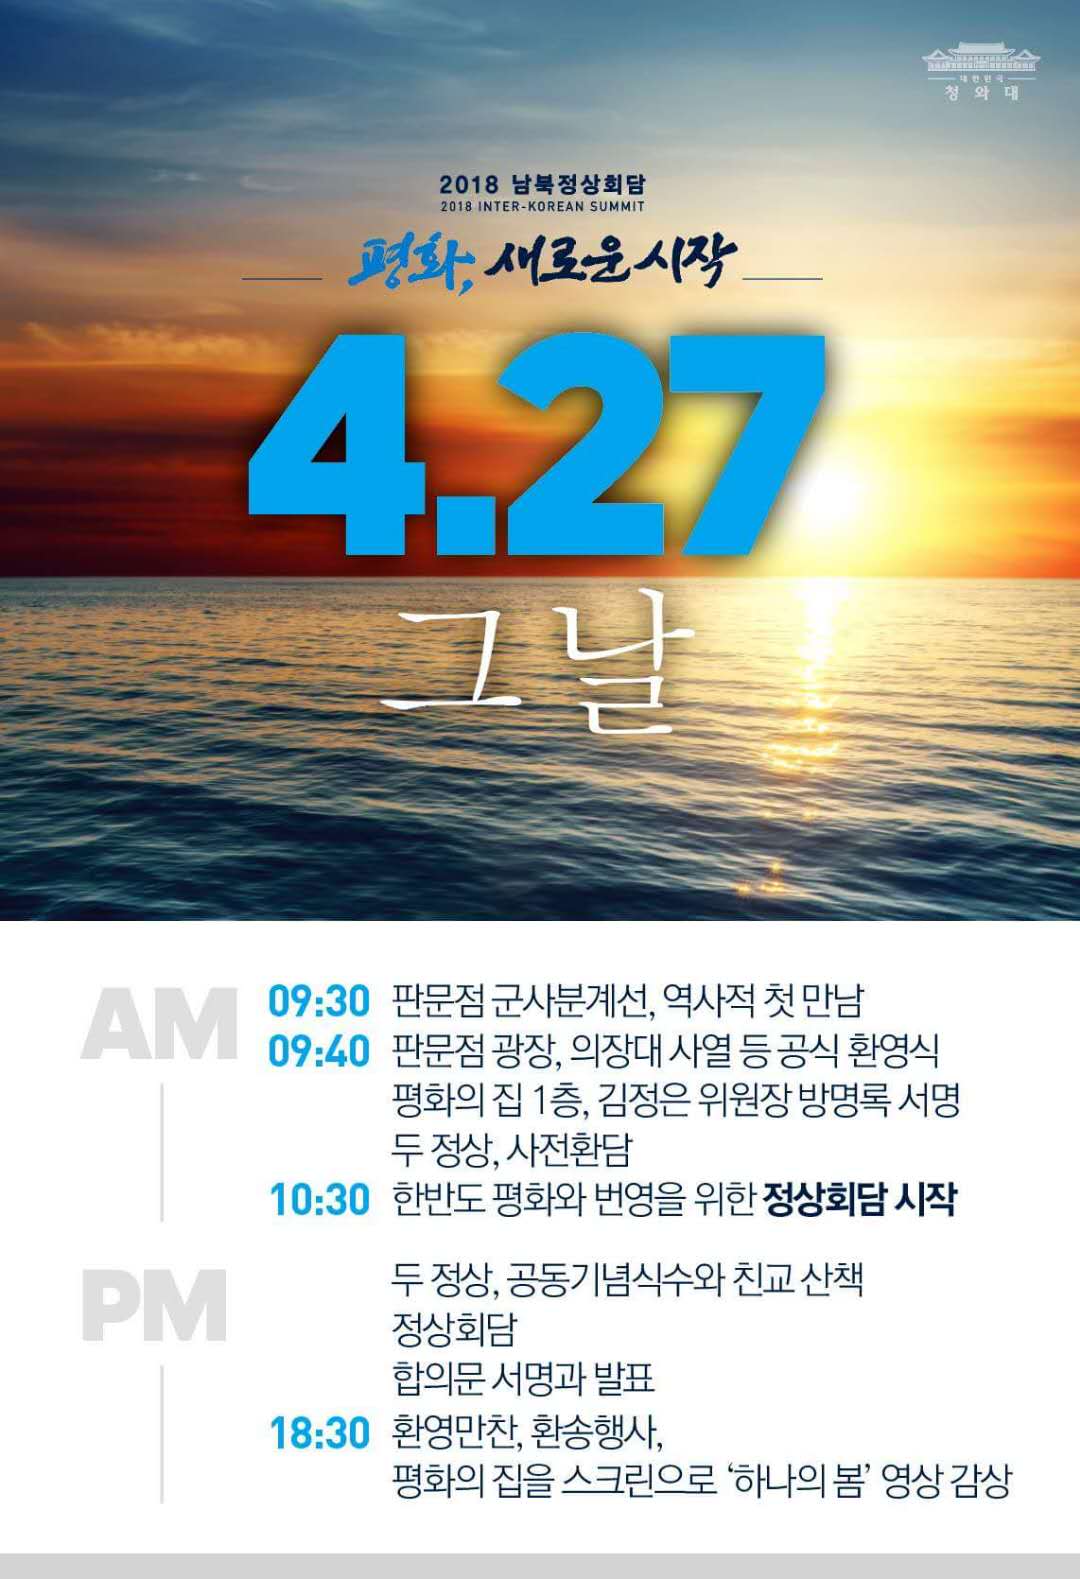 대한민국
청와대
2018 남북정상회담
2018 INTER-KOREAN SUMMIT
평화, 새로운 시작
4.27
그날
AM
09:30 판문점 군사분계선, 역사적 첫 만남
09:40 판문점 광장, 의장대 사열 등 공식 환영식
평화의 집 1층, 김정은 위원장 방명록 서명
두 정상, 사전환담
10:30 한반도 평화와 번영을 위한 정상회담 시작
PM
두 정상, 공동기념식수와 친교 산책
정상회담
합의문 서명과 발표
18:30 환영만찬, 환송행사,
평화의 집을 스크린으로 ‘하나의 봄’ 영상 감상